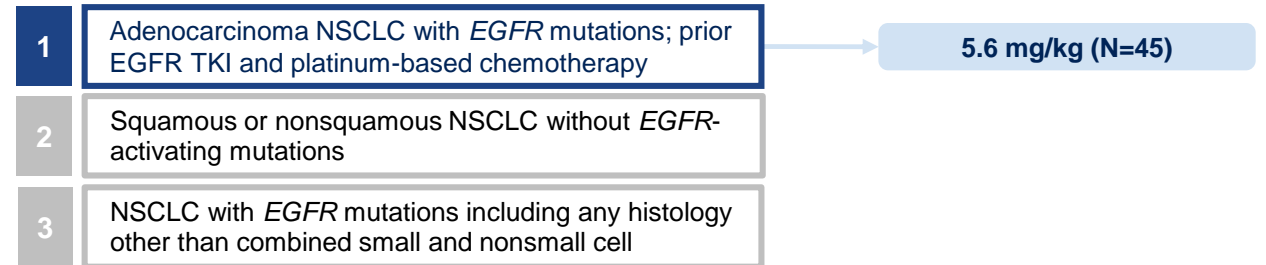 1
Adenocarcinoma NSCLC with EGFR mutations; prior
EGFR TKI and platinum-based chemotherapy
5.6 mg/kg (N=45)
2
Squamous or nonsquamous NSCLC without EGFR-
activating mutations
3
NSCLC with EGFR mutations including any histology
other than combined small and nonsmall cell